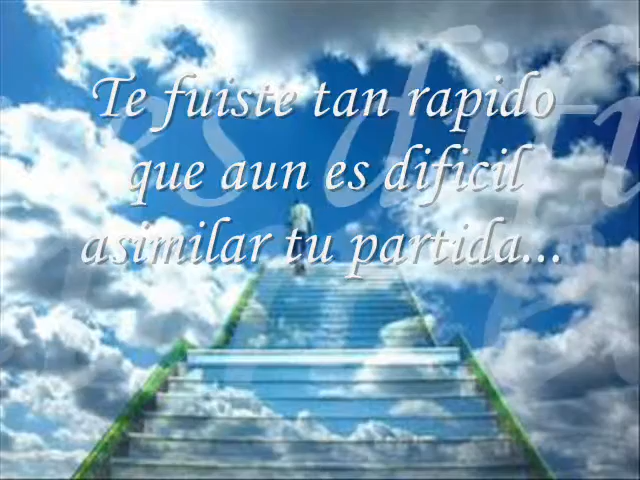 Te fuiste tan rapido
que aun es dificil
asimilar tu partida...